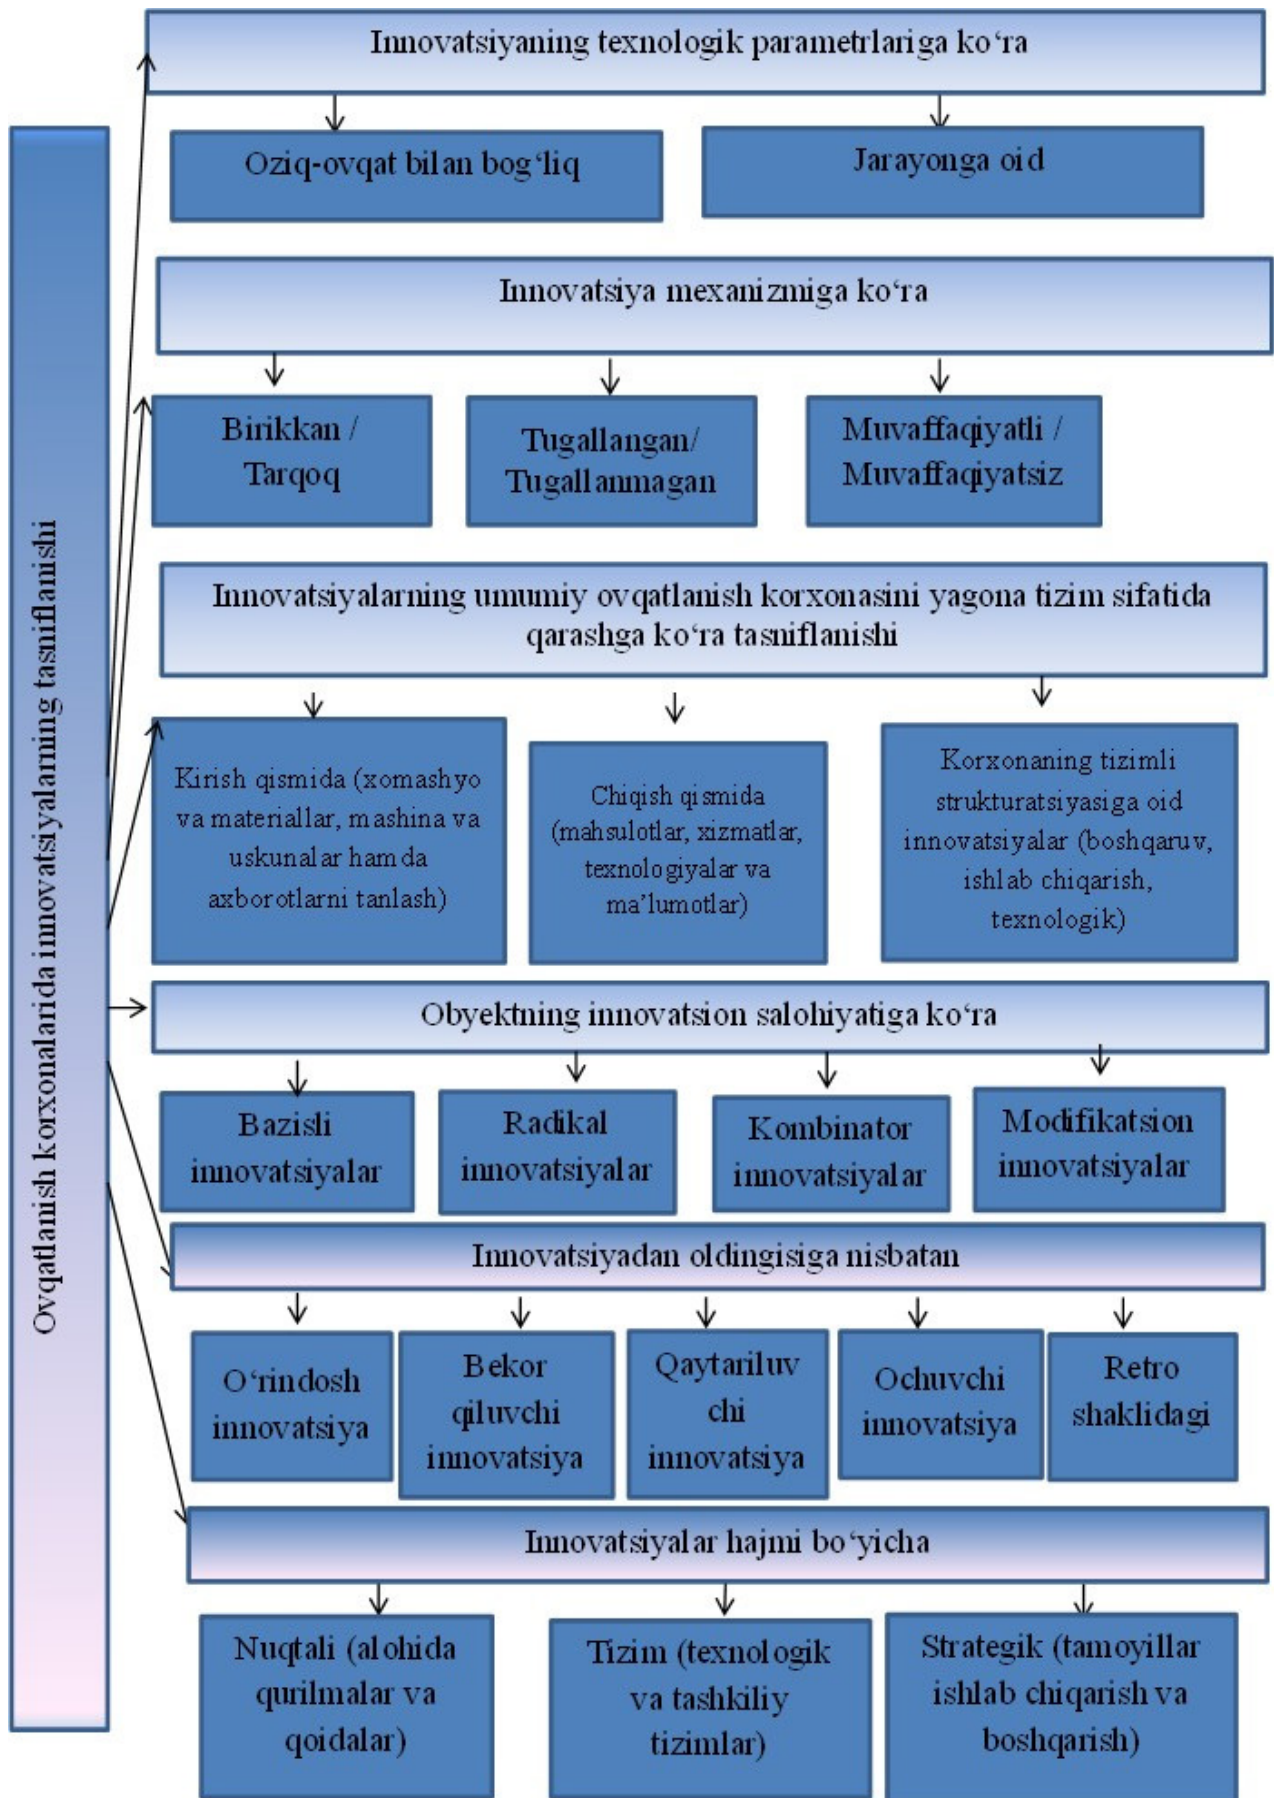 Ovqatlanish korxonalarida innovatsiyalarning tasniflanishi
Innovatsiyaning texnologik parametrlariga ko‘ra
Oziq-ovqat bilan bog‘liq
Jarayonga oid
Innovatsiya mexanizmiga ko‘ra
Birikkan /
Tarqoq
Tugallangan/
Tugallanmagan
Muvaffaqiyatli /
Muvaffaqiyatsiz
Innovatsiyalarning umumiy ovqatlanish korxonasini yagona tizim sifatida
qarashga ko‘ra tasniflanishi
Kirish qismida (xomashyo
va materiallar, mashina va
uskunalar hamda
axborotlarni tanlash)
Chiqish qismida
(mahsulotlar, xizmatlar,
texnologiyalar va
ma’lumotlar)
Korxonaning tizimli
strukturatsiyasiga oid
innovatsiyalar (boshqaruv,
ishlab chiqarish,
texnologik)
Obyektning innovatsion salohiyatiga ko‘ra
Bazisli
innovatsiyalar
Radikal
innovatsiyalar
Kombinator
innovatsiyalar
Modifikatsion
innovatsiyalar
Innovatsiyadan oldingisiga nisbatan
O‘rindosh
innovatsiya
Bekor
qiluvchi
innovatsiya
Qaytariluv
chi
innovatsiya
Ochuvchi
innovatsiya
Retro
shaklidagi
Innovatsiyalar hajmi bo‘yicha
Nuqtali (alohida
qurilmalar va
qoidalar)
Tizim (texnologik
va tashkiliy
tizimlar)
Strategik (tamoyillar
ishlab chiqarish va
boshqarish)